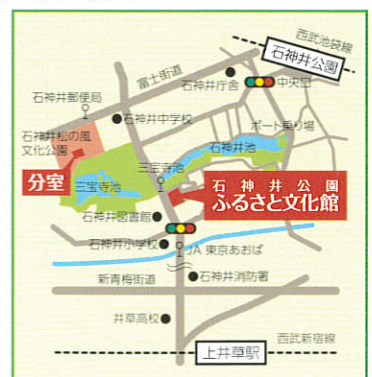 西武池袋線
石神井公園
富士街道
石神井庁舎
中央口
石神井郵便局
石神井中学校
ボート乗り場
石神井松の風
文化公園
石神井池
三宝寺池
分室
三宝寺池
石神井公園
ふるさと文化館
石神井図書館
石神井小学校
JA 東京あおば
新青梅街道
石神井消防署
井草高校
西武新宿線
上井草駅